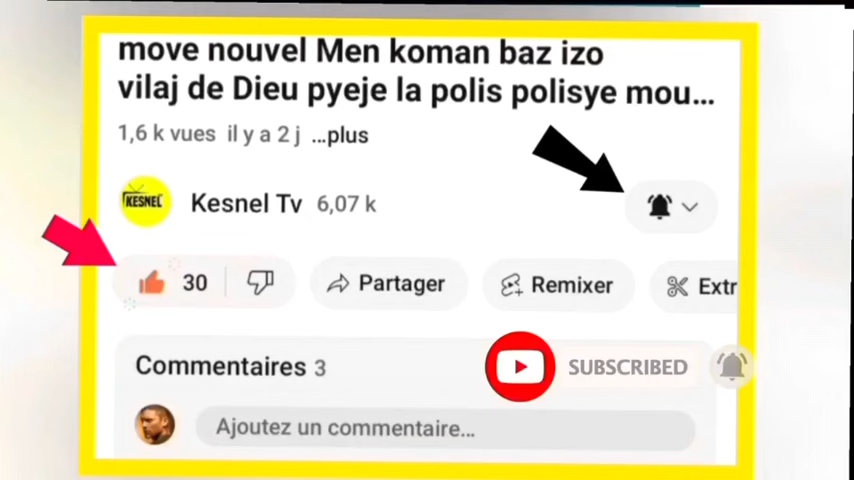 move nouvel Men koman baz izo
vilaj de Dieu pyeje la polis polisye mou...
1,6 k vues il y a 2 j ...plus
KESNEL
Kesnel Tv 6,07 k
30
Partager
Remixer
Extr
Commentaires 3
SUBSCRIBED
Ajoutez un commentaire...